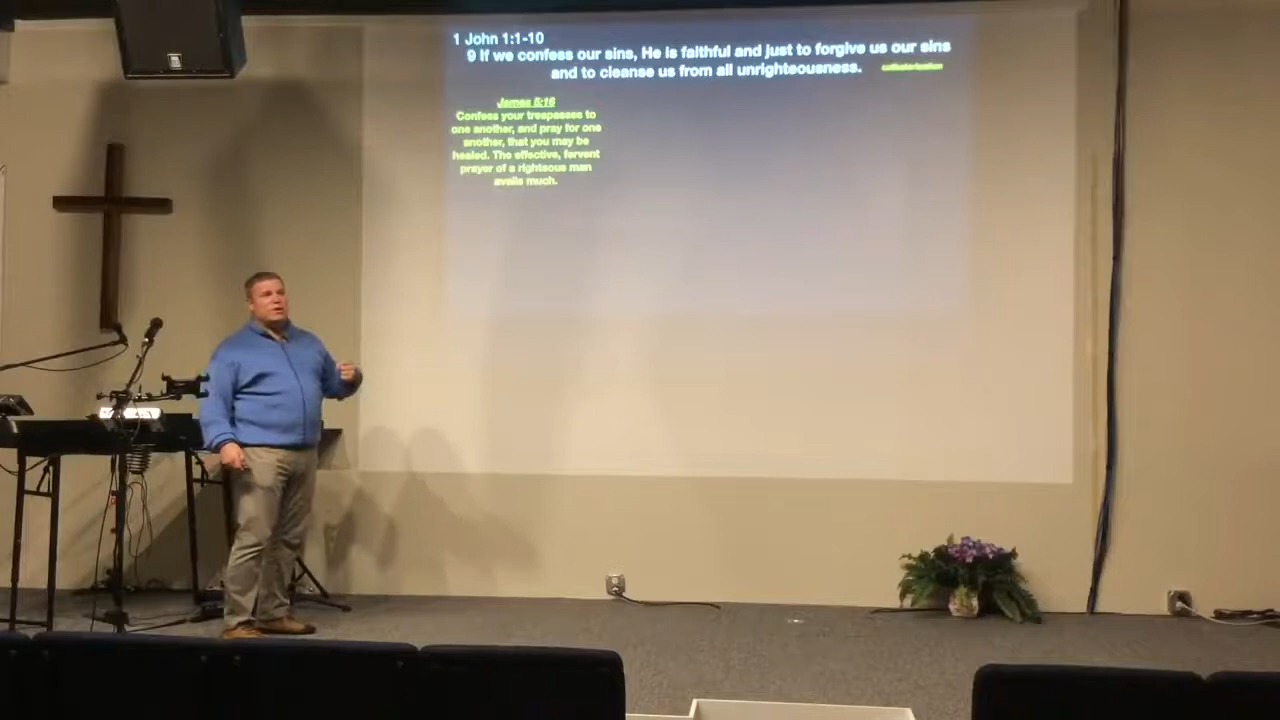 1 John 1:1-10
9 If we confess our sins, He is faithful and just to forgive us our sins
and to cleanse us from all unrighteousness.
James 5:16
Confess your trespasses to
one another, and pray for one
another, that you may be
healed. The effective, fervent
prayer of a righteous man
avails much.